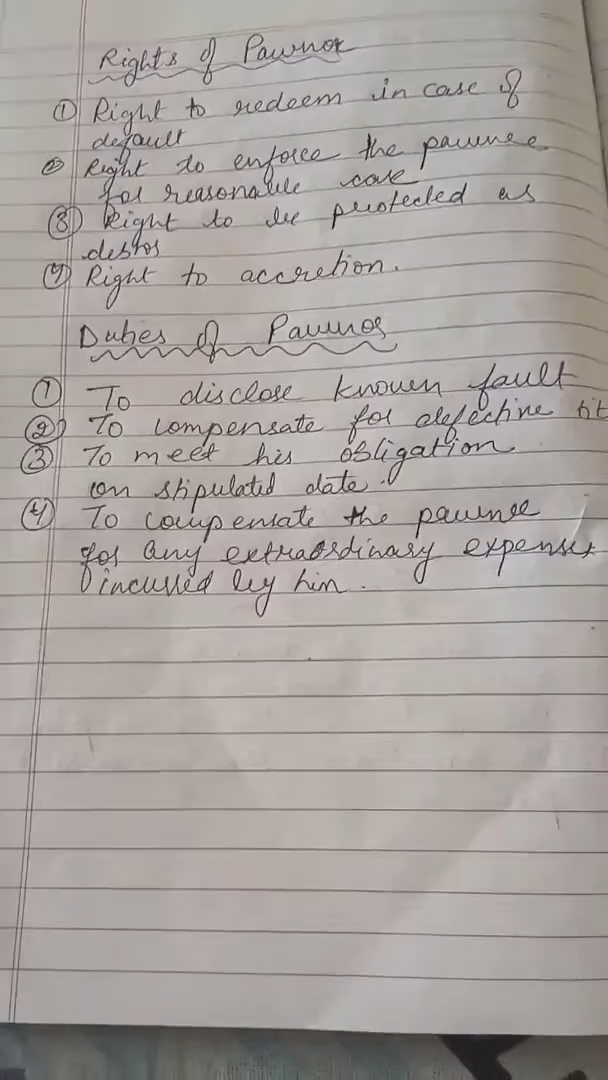 Rights of Pawnor
① Right to redeem in case of
default
② Right to enforce the pawnee
for reasonable care
③ Right to be protected as
debtor
④ Right to accretion.
Duties of Pawnor
① To disclose known fault
② To compensate for defective tit
③ To meet his obligation
on stipulated date.
④ To compensate the pawnee
for any extraordinary expenses
incurred by him.